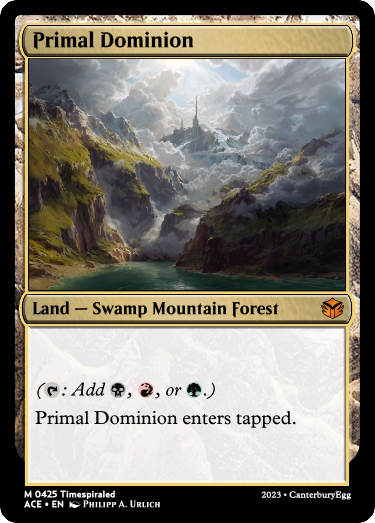 Primal Dominion
Land — Swamp Mountain Forest
(: Add , , or .)
Primal Dominion enters tapped.
M 0425 Timespiraled
ACE • EN Philipp A. Urlich
2023 • CanterburyEgg